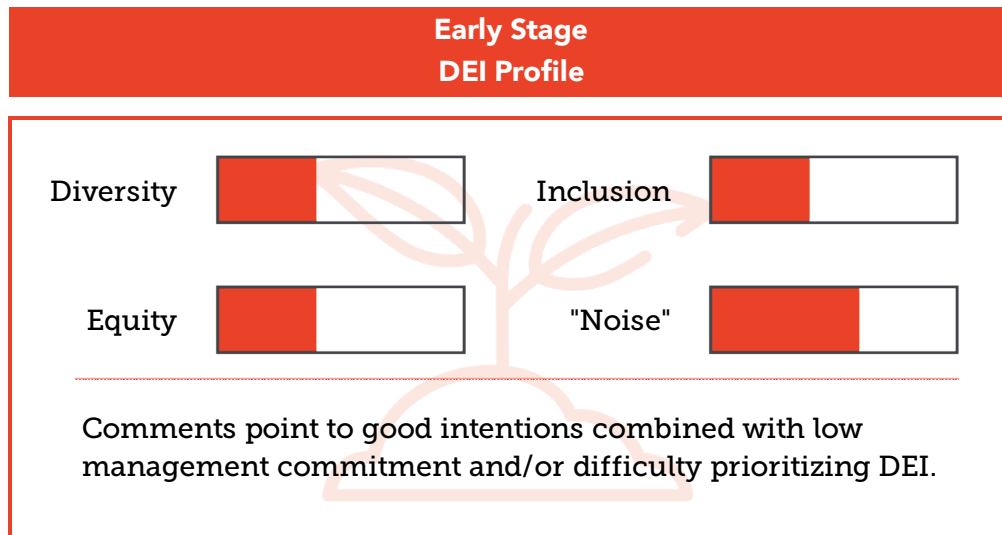 Early Stage
DEI Profile
Diversity
Inclusion
Equity
"Noise"
Comments point to good intentions combined with low
management commitment and/or difficulty prioritizing DEI.